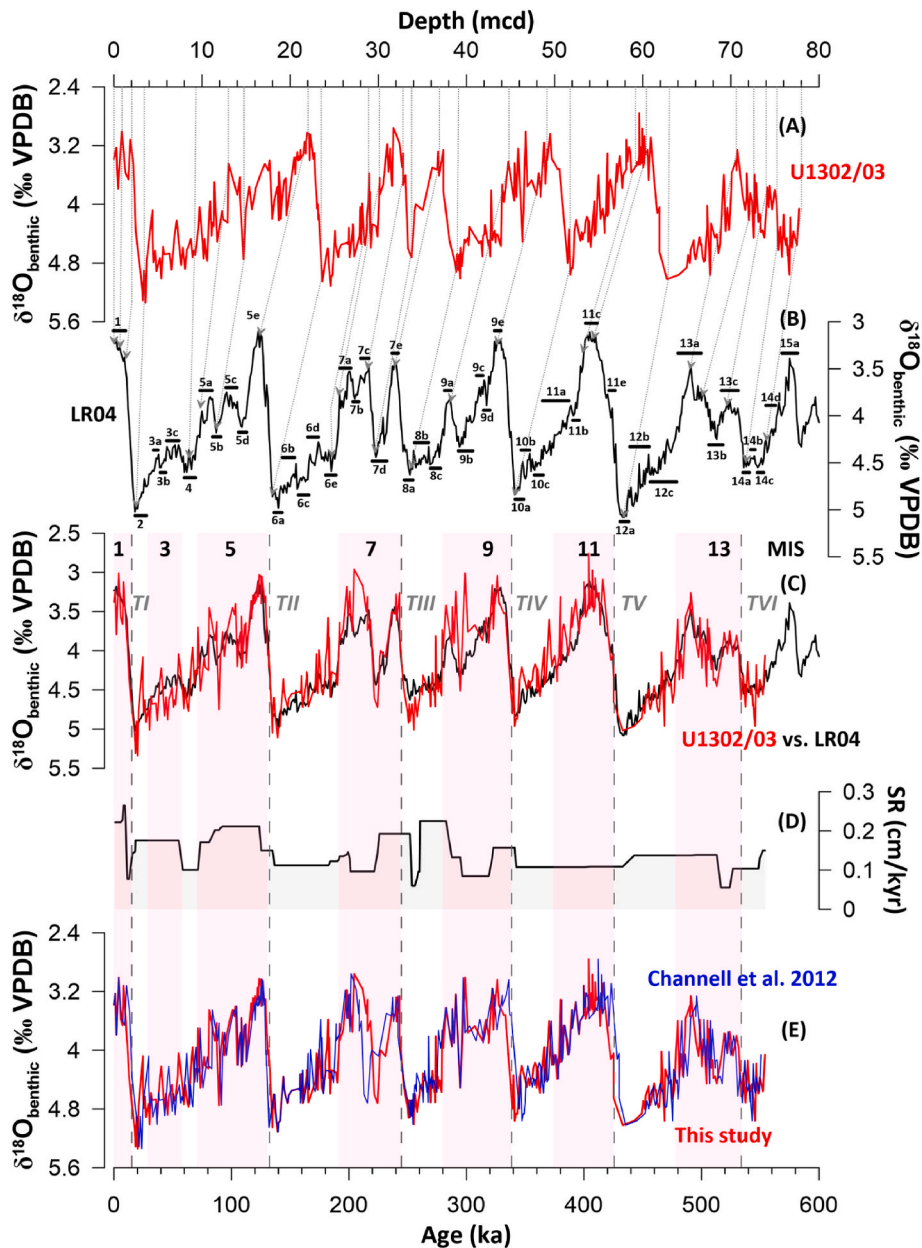 Depth (mcd)
0 10 20 30 40 50 60 70 80
2.4
3.2
4
4.8
5.6
δ18Obenthic (‰ VPDB)
(A)
U1302/03
(B)
LR04
1 2 3a 3b 3c 4 5a 5b 5c 5d 5e 6a 6b 6c 6d 6e 7a 7b 7c 7d 7e 8a 8b 8c 9a 9b 9c 9d 9e 10a 10b 10c 11a 11b 11c 11e 12a 12b 12c 13a 13b 13c 14a 14b 14c 14d 15a
3
3.5
4
4.5
5
5.5
δ18Obenthic (‰ VPDB)
1 3 5 7 9 11 13 MIS
2.5
3
3.5
4
4.5
5
5.5
δ18Obenthic (‰ VPDB)
(C)
TI TII TIII TIV TV TVI
U1302/03 vs. LR04
(D)
0.3
0.2
0.1
0
SR (cm/kyr)
2.4
3.2
4
4.8
5.6
δ18Obenthic (‰ VPDB)
Channell et al. 2012
(E)
This study
0 100 200 300 400 500 600
Age (ka)